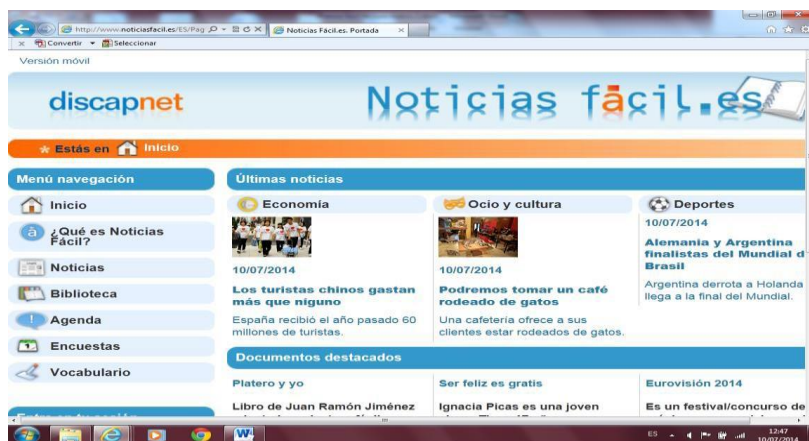 http://www.noticiasfacil.es/ES/Pag
Noticias Fácil.es. Portada
Convertir
Seleccionar
Versión móvil
discapnet
Noticias fácil.es
Estás en Inicio
Menú navegación
Inicio
¿Qué es Noticias
Fácil?
Noticias
Biblioteca
Agenda
Encuestas
Vocabulario
Últimas noticias
Economía
10/07/2014
Los turistas chinos gastan
más que niguno
España recibió el año pasado 60
millones de turistas.
Ocio y cultura
10/07/2014
Podremos tomar un café
rodeado de gatos
Una cafetería ofrece a sus
clientes estar rodeados de gatos.
Deportes
10/07/2014
Alemania y Argentina
finalistas del Mundial d
Brasil
Argentina derrota a Holanda
llega a la final del Mundial.
Documentos destacados
Platero y yo
Libro de Juan Ramón Jiménez
Ser feliz es gratis
Ignacia Picas es una joven
Eurovisión 2014
Es un festival/concurso de
ES
12:47
10/07/2014